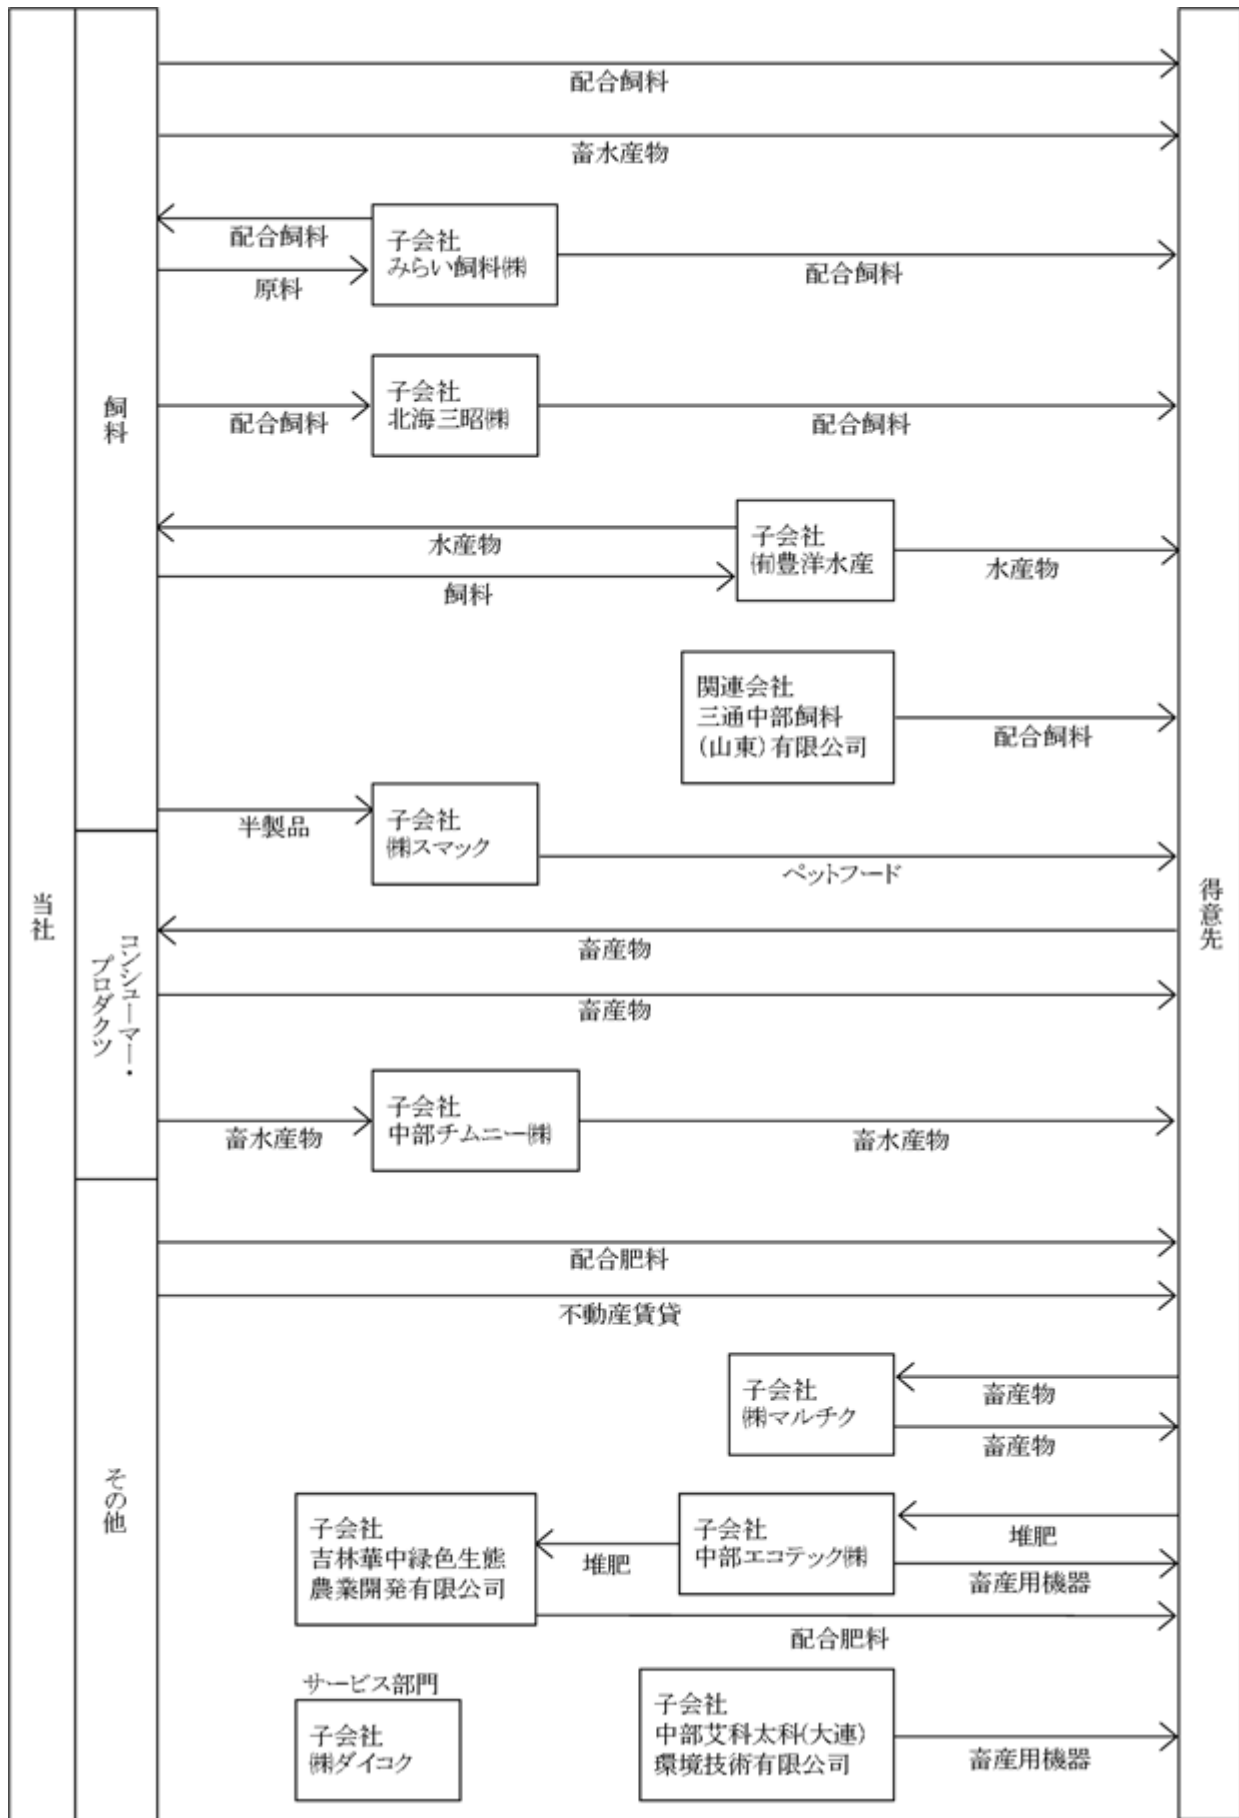 当社
飼料
配合飼料
畜水産物
配合飼料
原料
子会社
みらい飼料㈱
配合飼料
配合飼料
子会社
北海三昭㈱
配合飼料
水産物
飼料
子会社
㈲豊洋水産
水産物
関連会社
三通中部飼料
(山東)有限公司
配合飼料
半製品
子会社
㈱スマック
ペットフード
コンシューマー・
プロダクツ
畜産物
畜産物
畜水産物
子会社
中部チムニー㈱
畜水産物
その他
配合肥料
不動産賃貸
子会社
㈱マルチク
畜産物
畜産物
子会社
吉林華中緑色生態
農業開発有限公司
堆肥
子会社
中部エコテック㈱
堆肥
畜産用機器
配合肥料
サービス部門
子会社
㈱ダイコク
子会社
中部艾科太科(大連)
環境技術有限公司
畜産用機器
得意先